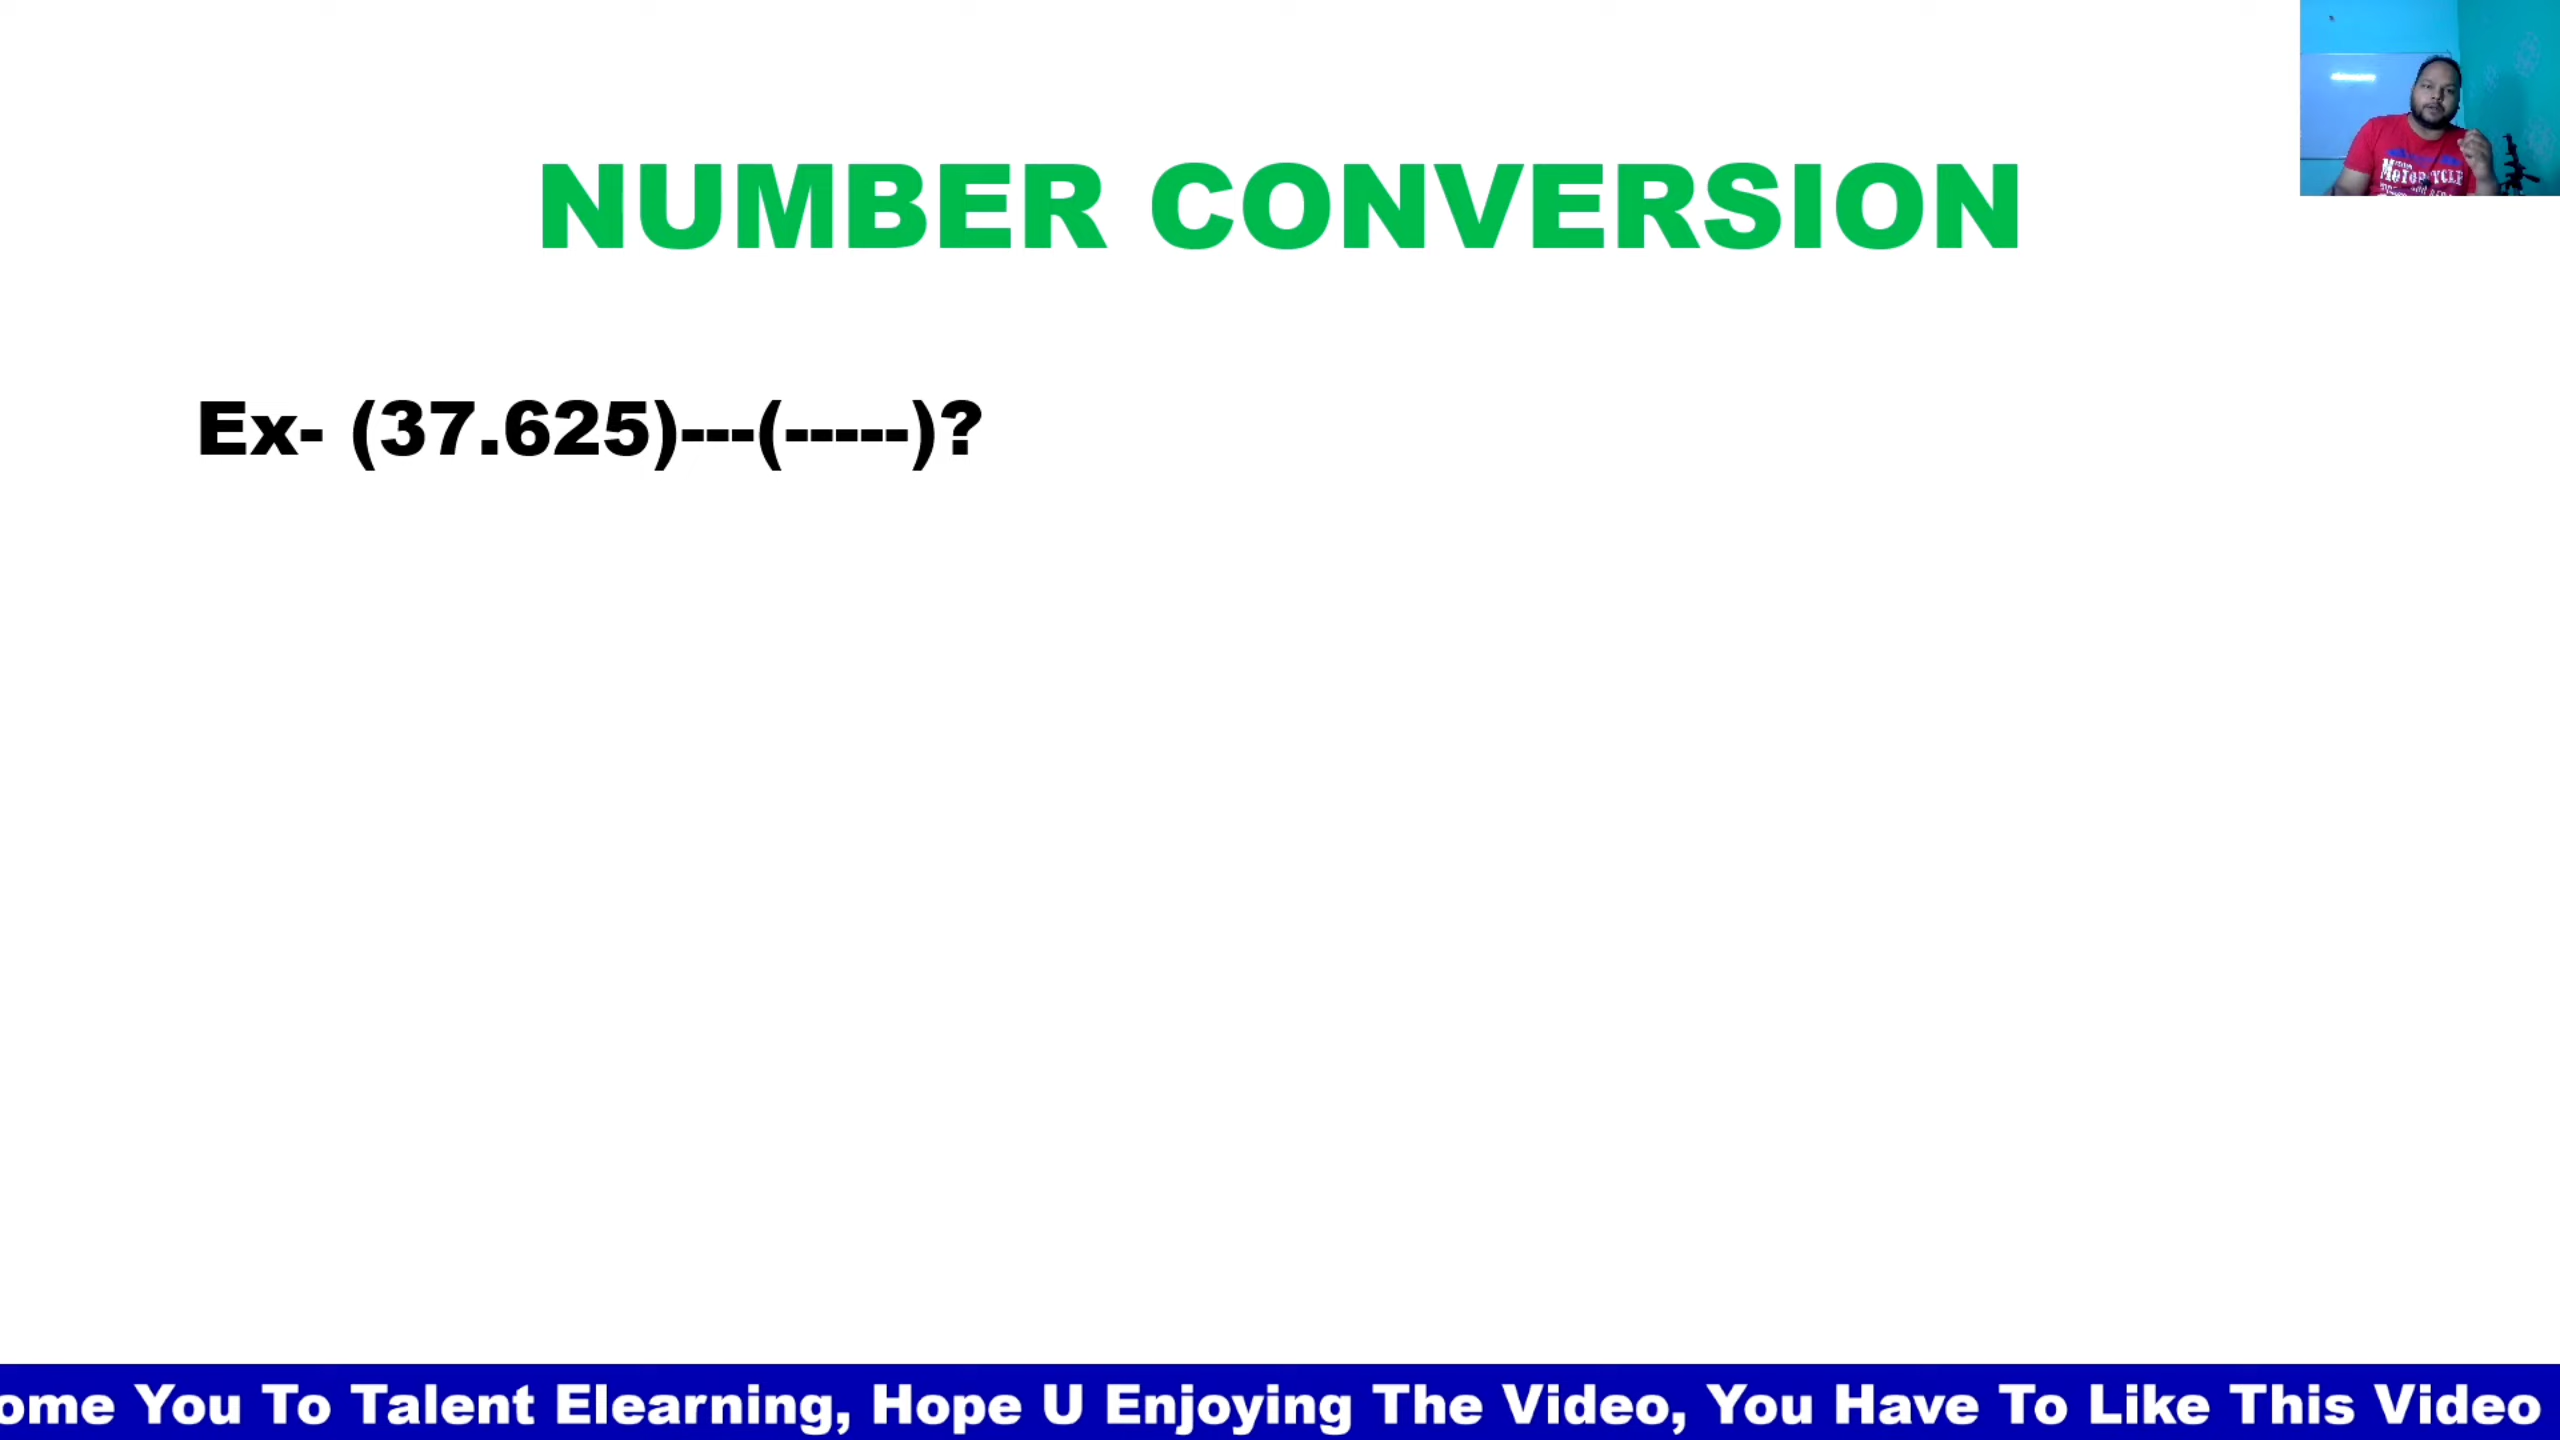 NUMBER CONVERSION
Ex- (37.625)---(-----)?
ome You To Talent Elearning, Hope U Enjoying The Video, You Have To Like This Video